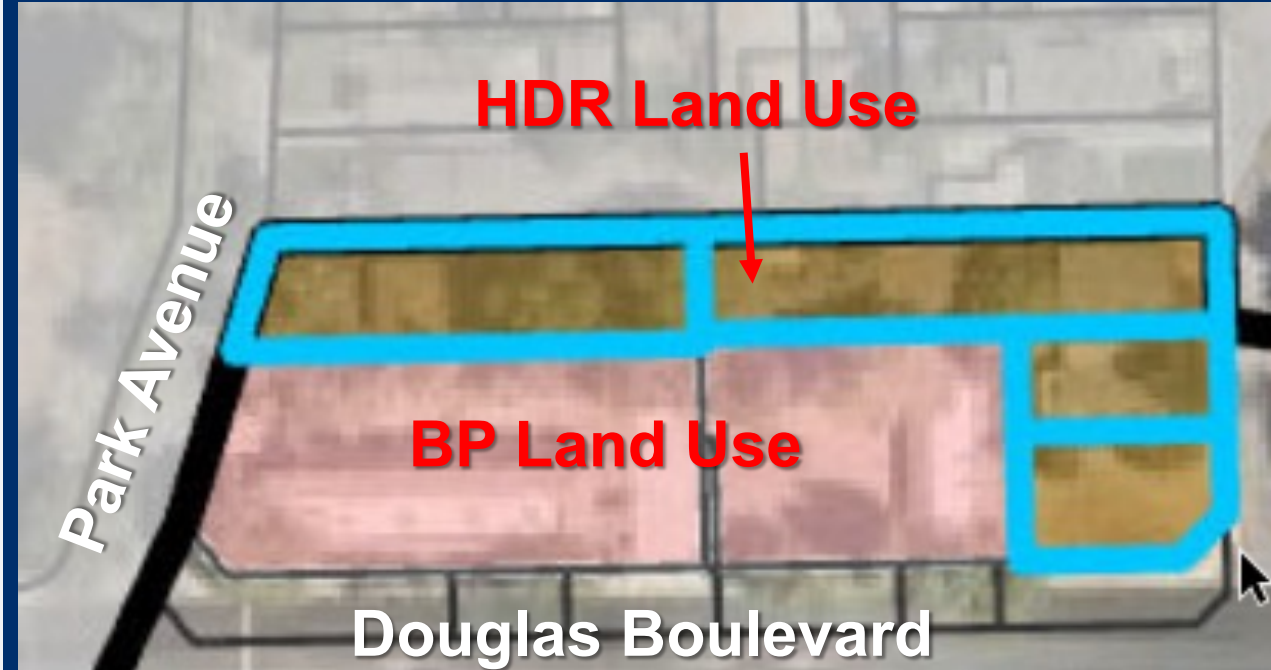 HDR Land Use
Park Avenue
BP Land Use
Douglas Boulevard